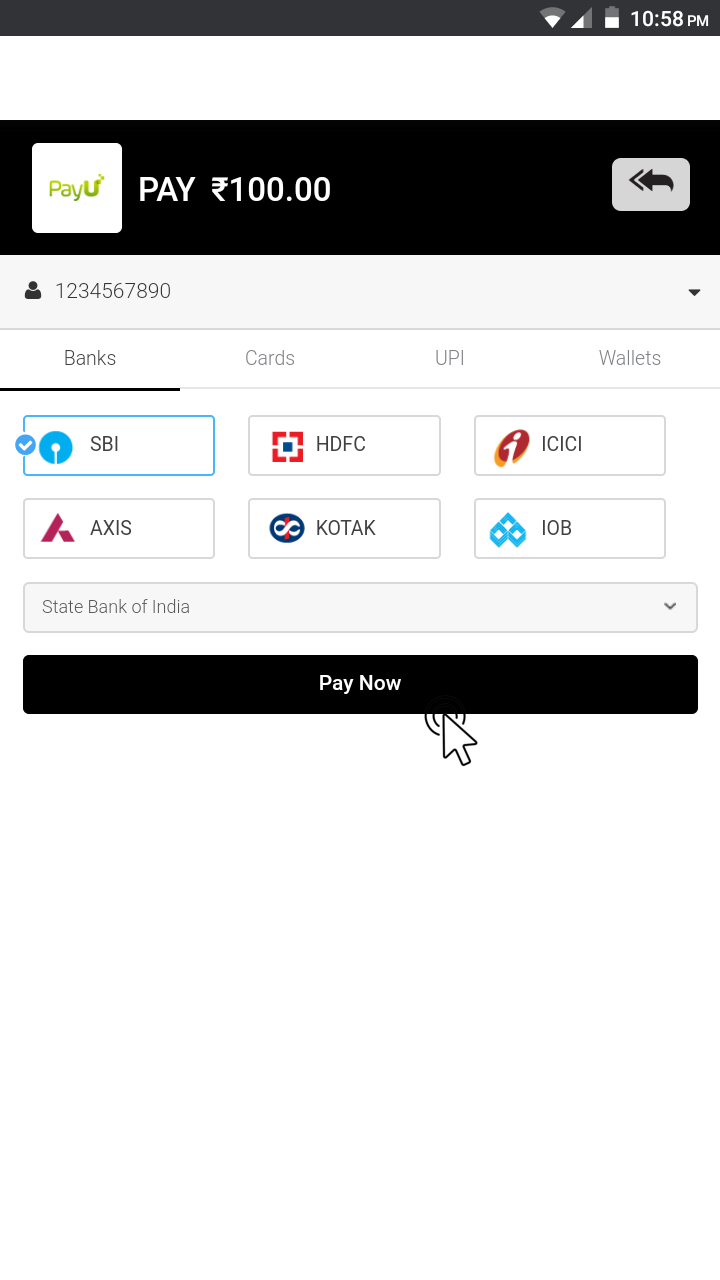 10:58 PM
PayU PAY ₹100.00
1234567890
Banks Cards UPI Wallets
SBI HDFC ICICI
AXIS KOTAK IOB
State Bank of India
Pay Now